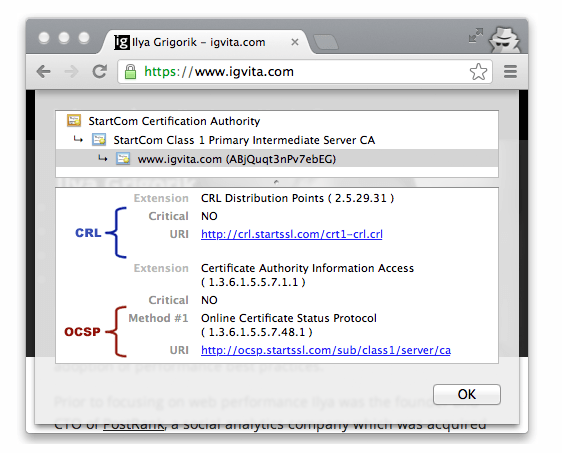 Ilya Grigorik – igvita.com
https://www.igvita.com
StartCom Certification Authority
StartCom Class 1 Primary Intermediate Server CA
www.igvita.com (ABjQuqt3nPv7ebEG)
Extension CRL Distribution Points ( 2.5.29.31 )
Critical NO
CRL
URI http://crl.startssl.com/crt1-crl.crl
Extension Certificate Authority Information Access
( 1.3.6.1.5.5.7.1.1 )
Critical NO
Method #1 Online Certificate Status Protocol
OCSP
( 1.3.6.1.5.5.7.48.1 )
URI http://ocsp.startssl.com/sub/class1/server/ca
adoption of performance best practices.
OK
Prior to focusing on web performance Ilya was the founder and
CTO of PostRank, a social analytics company which was acquired